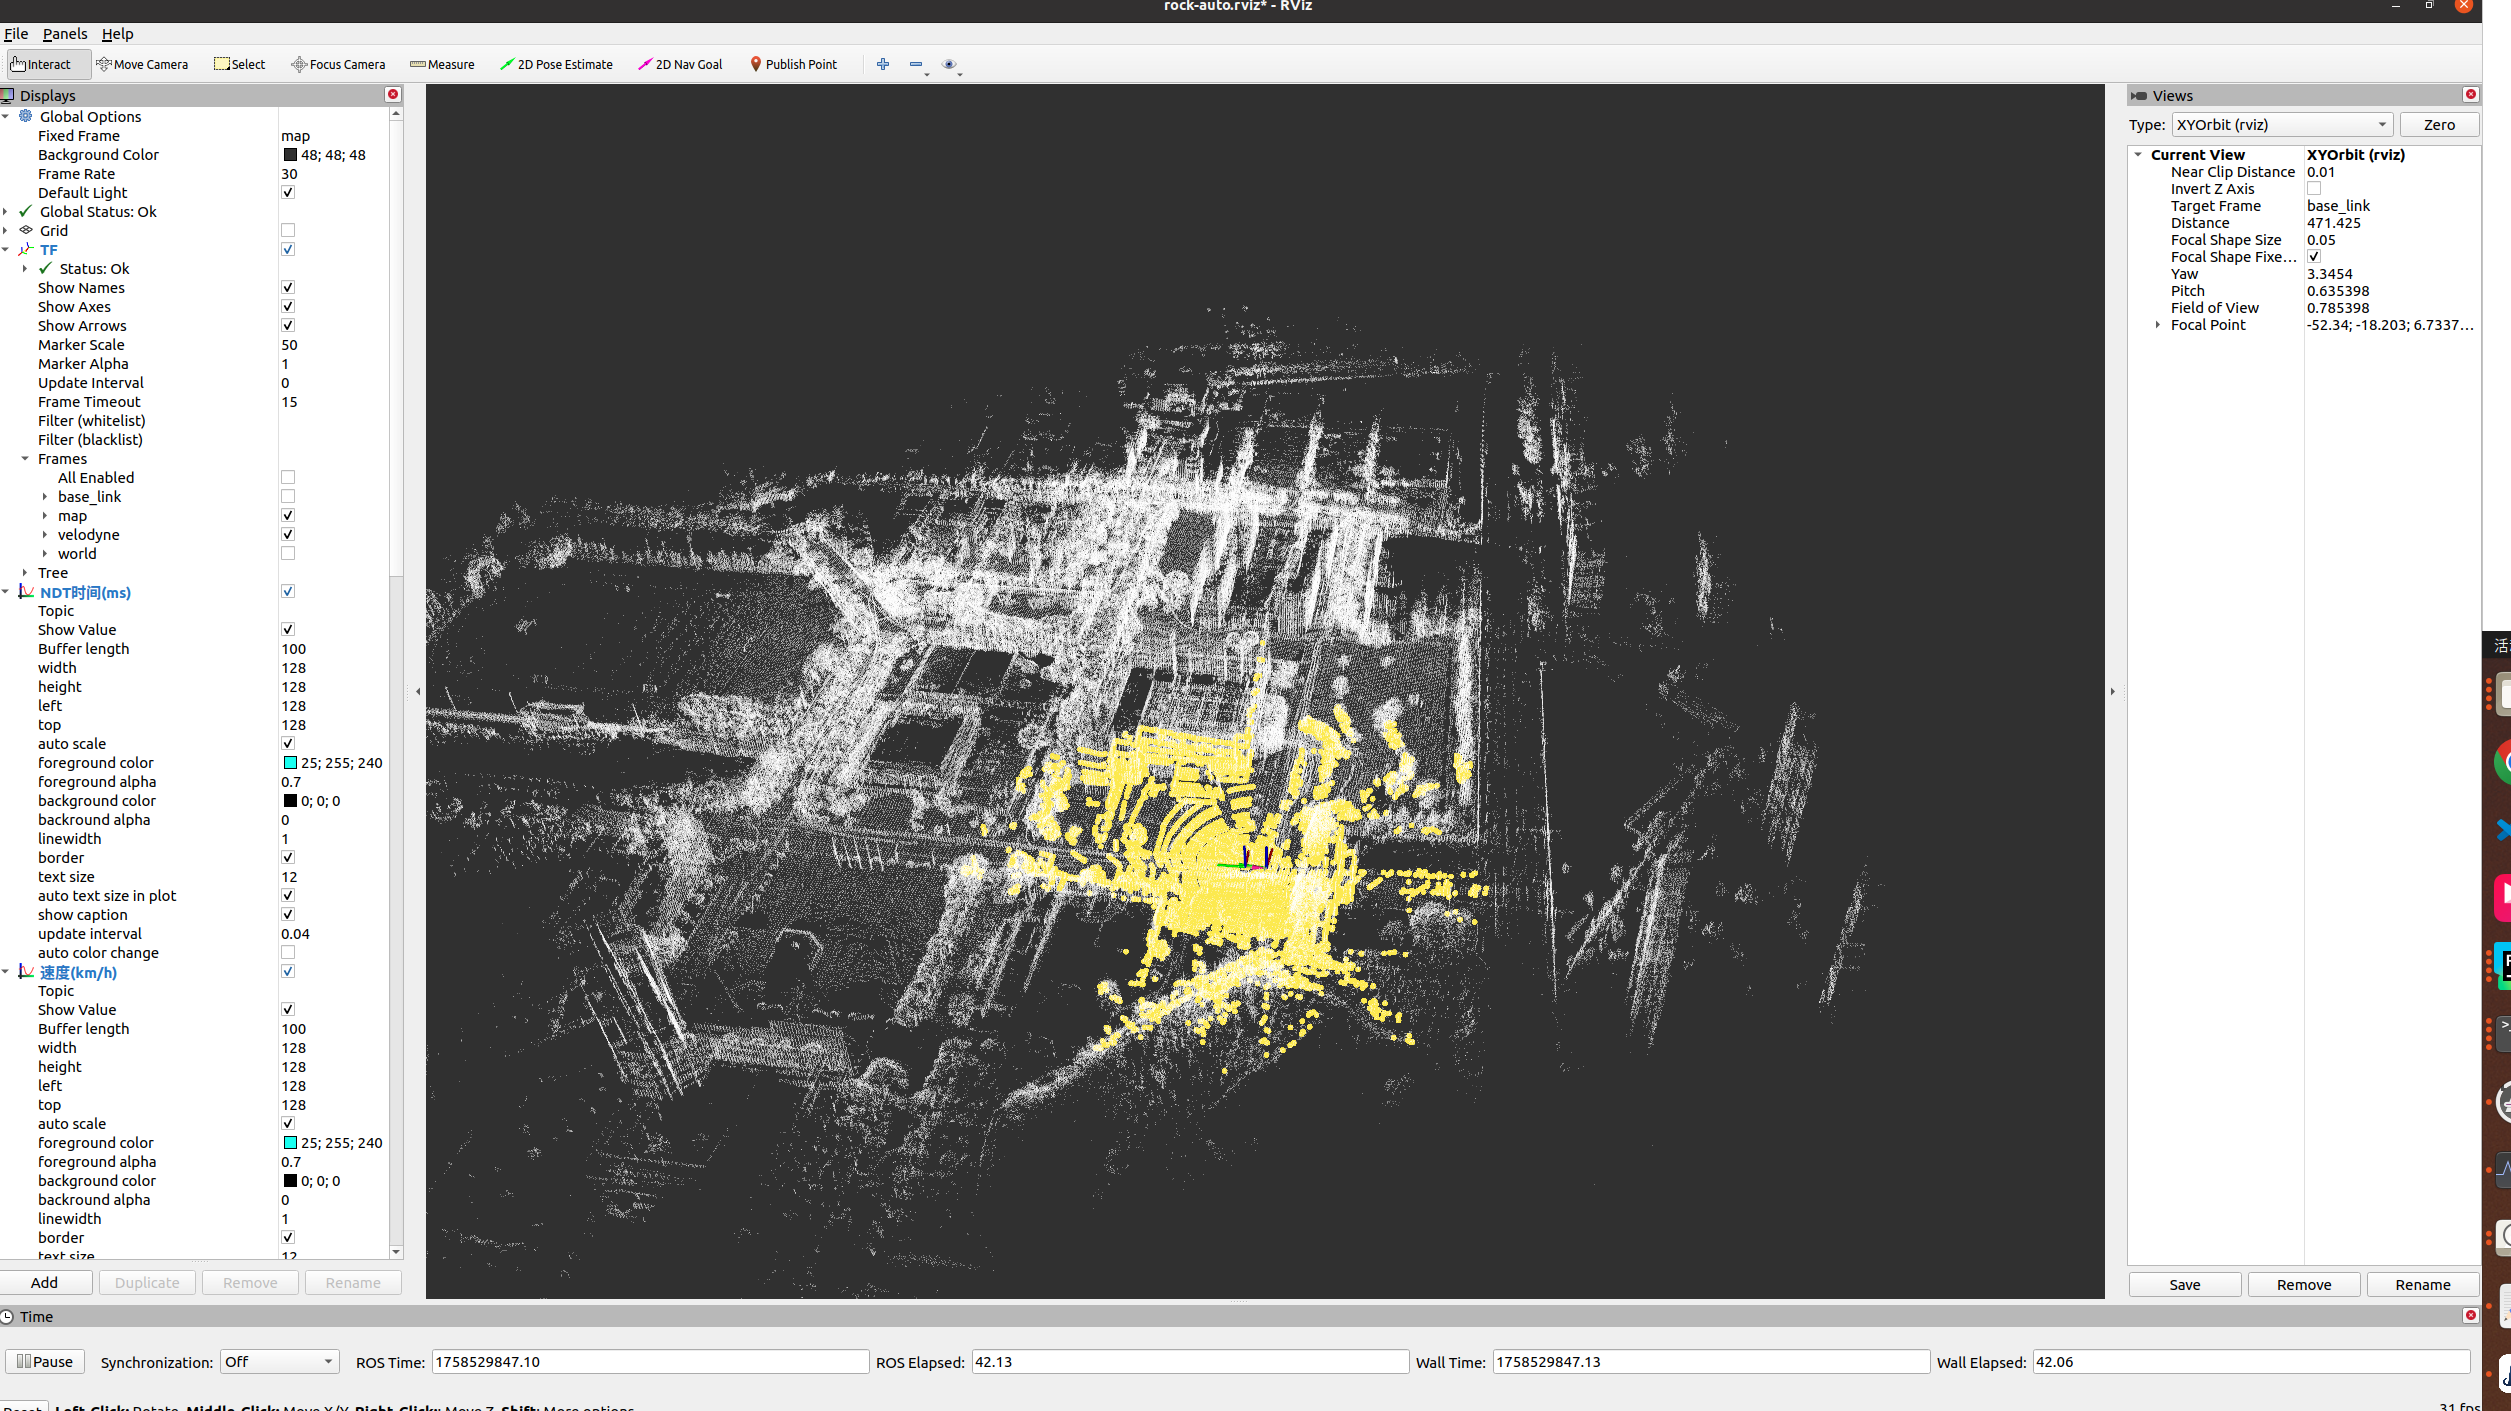 rock-auto.rviz* - RViz
File Panels Help
Interact Move Camera Select Focus Camera Measure 2D Pose Estimate 2D Nav Goal Publish Point
Displays
Global Options
Fixed Frame map
Background Color 48; 48; 48
Frame Rate 30
Default Light
Global Status: Ok
Grid
TF
Status: Ok
Show Names
Show Axes
Show Arrows
Marker Scale 50
Marker Alpha 1
Update Interval 0
Frame Timeout 15
Filter (whitelist)
Filter (blacklist)
Frames
All Enabled
base_link
map
velodyne
world
Tree
NDT时间(ms)
Topic
Show Value
Buffer length 100
width 128
height 128
left 128
top 128
auto scale
foreground color 25; 255; 240
foreground alpha 0.7
background color 0; 0; 0
backround alpha 0
linewidth 1
border
text size 12
auto text size in plot
show caption
update interval 0.04
auto color change
速度(km/h)
Topic
Show Value
Buffer length 100
width 128
height 128
left 128
top 128
auto scale
foreground color 25; 255; 240
foreground alpha 0.7
background color 0; 0; 0
backround alpha 0
linewidth 1
border
text size 12
Add Duplicate Remove Rename
Views
Type: XYOrbit (rviz) Zero
Current View XYOrbit (rviz)
Near Clip Distance 0.01
Invert Z Axis
Target Frame base_link
Distance 471.425
Focal Shape Size 0.05
Focal Shape Fixe...
Yaw 3.3454
Pitch 0.635398
Field of View 0.785398
Focal Point -52.34; -18.203; 6.7337...
Save Remove Rename
Time
Pause Synchronization: Off ROS Time: 1758529847.10 ROS Elapsed: 42.13 Wall Time: 1758529847.13 Wall Elapsed: 42.06
Reset Left-Click: Rotate. Middle-Click: Move X/Y. Right-Click: Move Z. Shift: More options. 31 fps